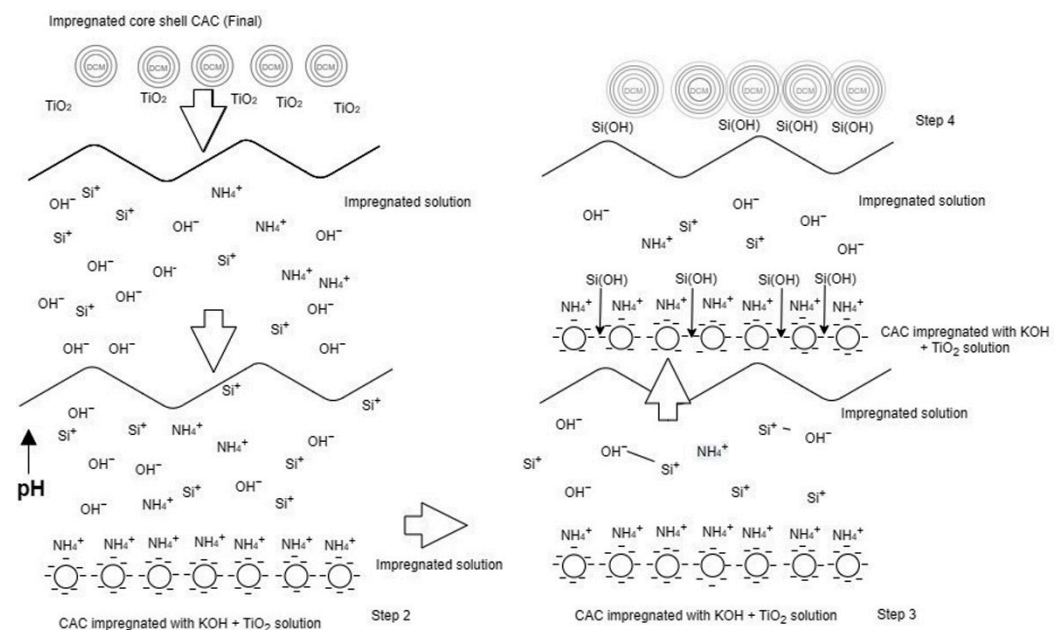 Impregnated core shell CAC (Final)
DCM DCM DCM DCM DCM
TiO₂ TiO₂ TiO₂ TiO₂ TiO₂
Impregnated solution
OH⁻ Si⁺ NH₄⁺
Si⁺ OH⁻ NH₄⁺ OH⁻
Si⁺
OH⁻ OH⁻ Si⁺ NH₄⁺ NH₄⁺
OH⁻ Si⁺ OH⁻ OH⁻
Si⁺
OH⁻ OH⁻ OH⁻
Si⁺ Si⁺
OH⁻ Si⁺ Si⁺ NH₄⁺
NH₄⁺ OH⁻
pH
OH⁻ OH⁻ Si⁺
OH⁻ NH₄⁺ Si⁺ OH⁻ Si⁺
NH₄⁺ NH₄⁺ NH₄⁺ NH₄⁺ NH₄⁺ NH₄⁺ NH₄⁺
Impregnated solution
CAC impregnated with KOH + TiO₂ solution
Step 2
DCM DCM DCM DCM DCM
Si(OH) Si(OH) Si(OH) Si(OH)
Step 4
Impregnated solution
OH⁻ OH⁻ OH⁻
Si⁺
NH₄⁺ Si⁺ OH⁻
Si(OH) Si(OH) Si(OH) Si(OH)
NH₄⁺ NH₄⁺ NH₄⁺ NH₄⁺ NH₄⁺ NH₄⁺ NH₄⁺
CAC impregnated with KOH
+ TiO₂ solution
Impregnated solution
OH⁻ Si⁺ OH⁻
Si⁺ OH⁻ Si⁺ NH₄⁺
OH⁻ Si⁺ Si⁺
NH₄⁺ NH₄⁺ NH₄⁺ NH₄⁺ NH₄⁺ NH₄⁺ NH₄⁺
CAC impregnated with KOH + TiO₂ solution
Step 3